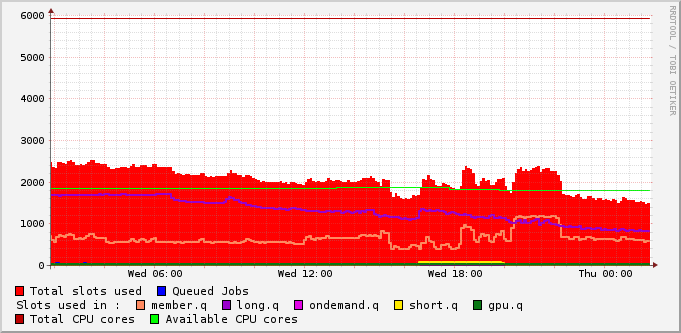 6000
5000
4000
3000
2000
1000
0
Wed 06:00 Wed 12:00 Wed 18:00 Thu 00:00
RRDTOOL / TOBI OETIKER
Total slots used Queued Jobs
Slots used in : member.q long.q ondemand.q short.q gpu.q
Total CPU cores Available CPU cores